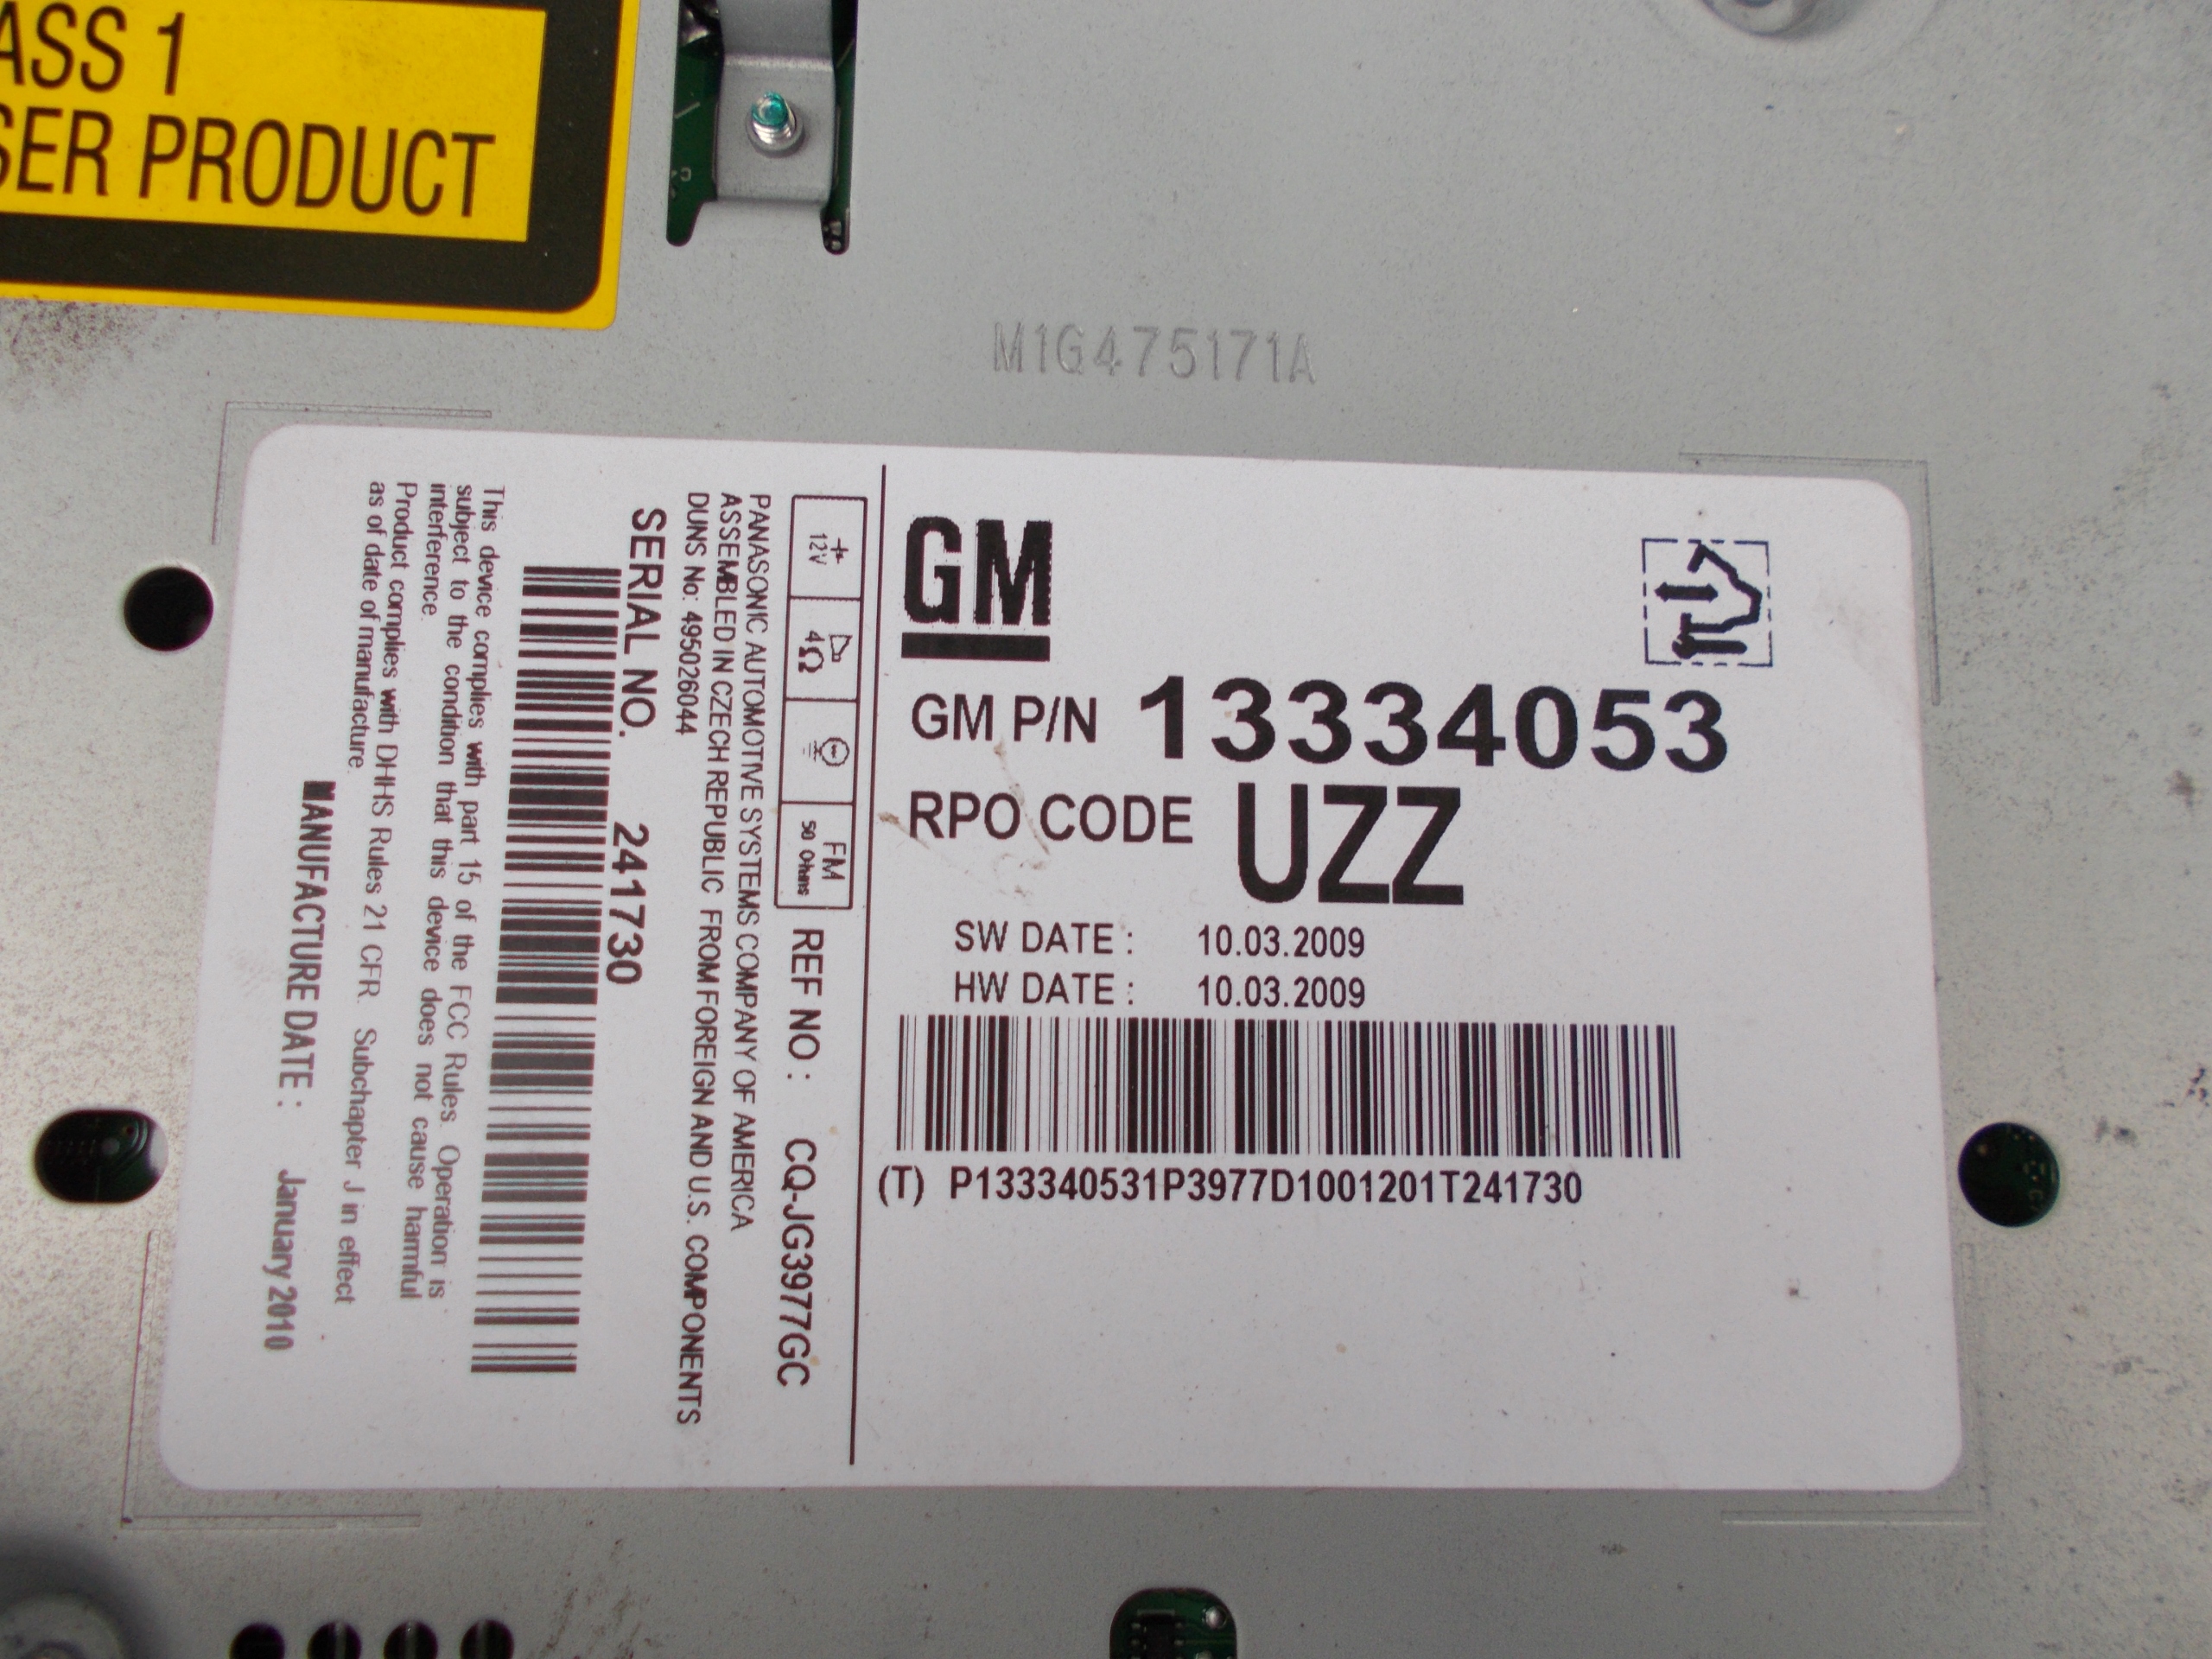 ASS 1
SER PRODUCT
M1G475171A
GM
GM P/N 13334053
RPO CODE UZZ
SW DATE : 10.03.2009
HW DATE : 10.03.2009
(T) P133340531P3977D1001201T241730
+ 12V
4Ω
FM 50 Ohms
REF NO : CQ-JG3977GC
PANASONIC AUTOMOTIVE SYSTEMS COMPANY OF AMERICA
ASSEMBLED IN CZECH REPUBLIC FROM FOREIGN AND U.S. COMPONENTS
DUNS No: 495026044
SERIAL NO. 241730
This device complies with part 15 of the FCC Rules. Operation is
subject to the condition that this device does not cause harmful
interference.
Product complies with DHHS Rules 21 CFR. Subchapter J in effect
as of date of manufacture.
MANUFACTURE DATE : January 2010